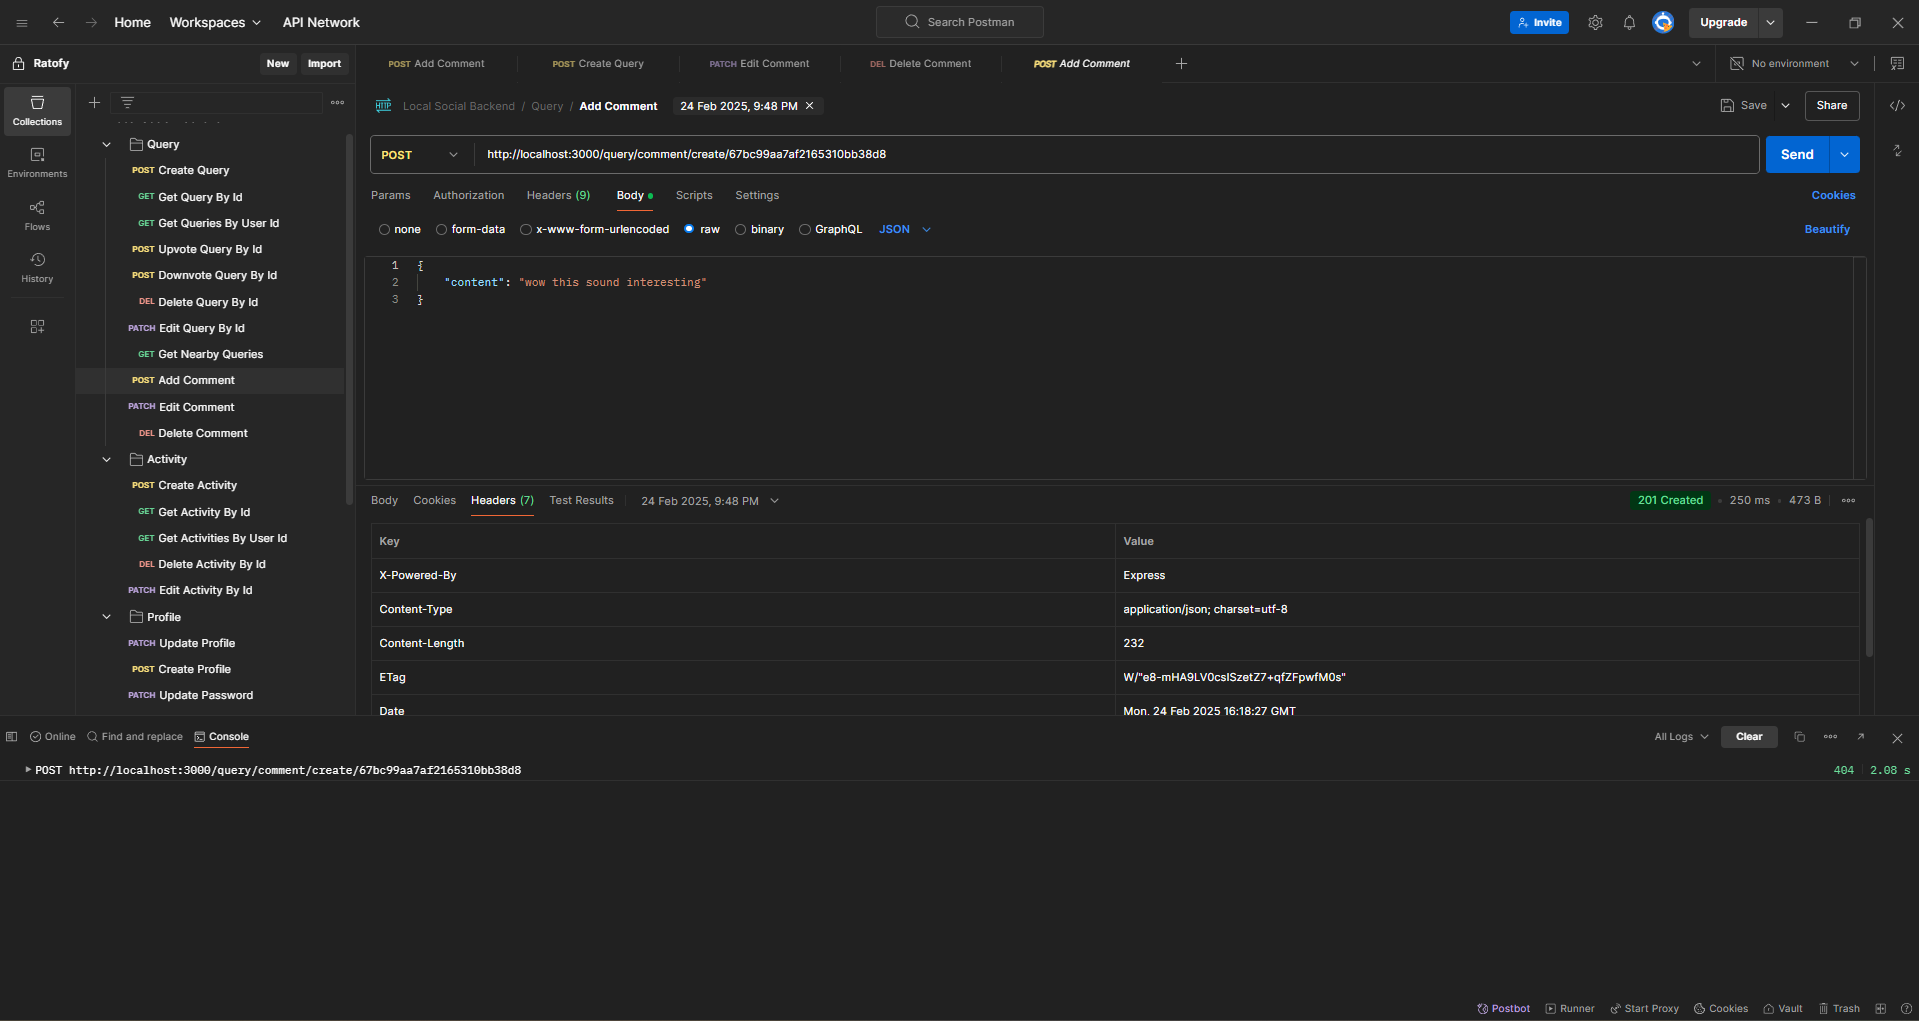 Home Workspaces API Network Search Postman Invite Upgrade
Ratofy New Import POST Add Comment POST Create Query PATCH Edit Comment DEL Delete Comment POST Add Comment No environment
Collections
Environments
Flows
History
Query
POST Create Query
GET Get Query By Id
GET Get Queries By User Id
POST Upvote Query By Id
POST Downvote Query By Id
DEL Delete Query By Id
PATCH Edit Query By Id
GET Get Nearby Queries
POST Add Comment
PATCH Edit Comment
DEL Delete Comment
Activity
POST Create Activity
GET Get Activity By Id
GET Get Activities By User Id
DEL Delete Activity By Id
PATCH Edit Activity By Id
Profile
PATCH Update Profile
POST Create Profile
PATCH Update Password
HTTP Local Social Backend / Query / Add Comment 24 Feb 2025, 9:48 PM Save Share
POST http://localhost:3000/query/comment/create/67bc99aa7af2165310bb38d8 Send
Params Authorization Headers (9) Body Scripts Settings Cookies
none form-data x-www-form-urlencoded raw binary GraphQL JSON Beautify
1 {
2 "content": "wow this sound interesting"
3 }
Body Cookies Headers (7) Test Results 24 Feb 2025, 9:48 PM 201 Created 250 ms 473 B
Key Value
X-Powered-By Express
Content-Type application/json; charset=utf-8
Content-Length 232
ETag W/"e8-mHA9LV0csISzetZ7+qfZFpwfM0s"
Date Mon, 24 Feb 2025 16:18:27 GMT
Online Find and replace Console All Logs Clear
POST http://localhost:3000/query/comment/create/67bc99aa7af2165310bb38d8 404 2.08 s
Postbot Runner Start Proxy Cookies Vault Trash